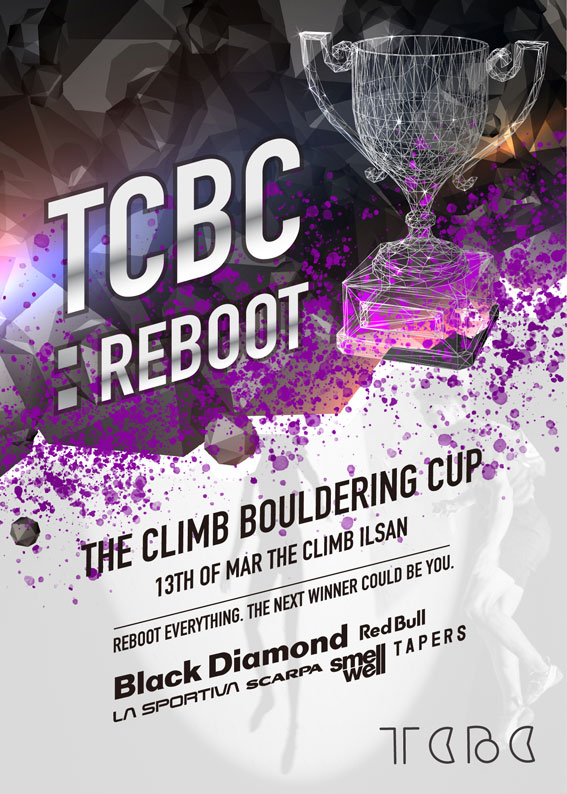 TCBC
: REBOOT
THE CLIMB BOULDERING CUP
13TH OF MAR THE CLIMB ILSAN
REBOOT EVERYTHING. THE NEXT WINNER COULD BE YOU.
Black Diamond Red Bull
LA SPORTIVA SCARPA smell well TAPERS
TCBC